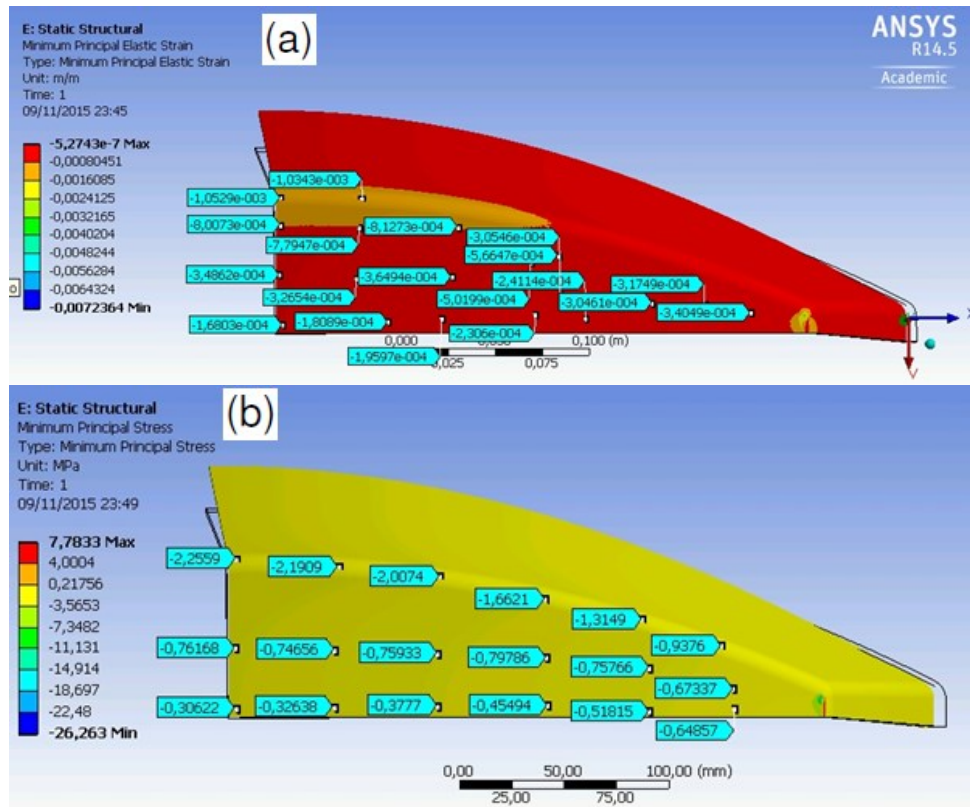 E: Static Structural
Minimum Principal Elastic Strain
Type: Minimum Principal Elastic Strain
Unit: m/m
Time: 1
09/11/2015 23:45
(a)
ANSYS
R14.5
Academic
-5,2743e-7 Max
-0,00080451
-0,0016085
-0,0024125
-0,0032165
-0,0040204
-0,0048244
-0,0056284
-0,0064324
-0,0072364 Min
-1,0343e-003
-1,0529e-003
-8,0073e-004
-8,1273e-004
-7,7947e-004
-3,0546e-004
-5,6647e-004
-3,4862e-004
-3,6494e-004
-2,4114e-004
-3,1749e-004
-3,2654e-004
-5,0199e-004
-3,0461e-004
-3,4049e-004
-1,6803e-004
-1,8089e-004
-2,306e-004
-1,9597e-004
0,000
0,100 (m)
0,025
0,075
X
Y
E: Static Structural
Minimum Principal Stress
Type: Minimum Principal Stress
Unit: MPa
Time: 1
09/11/2015 23:49
(b)
7,7833 Max
4,0004
0,21756
-3,5653
-7,3482
-11,131
-14,914
-18,697
-22,48
-26,263 Min
-2,2559
-2,1909
-2,0074
-1,6621
-1,3149
-0,9376
-0,76168
-0,74656
-0,75933
-0,79786
-0,75766
-0,67337
-0,30622
-0,32638
-0,3777
-0,45494
-0,51815
-0,64857
0,00
50,00
100,00 (mm)
25,00
75,00